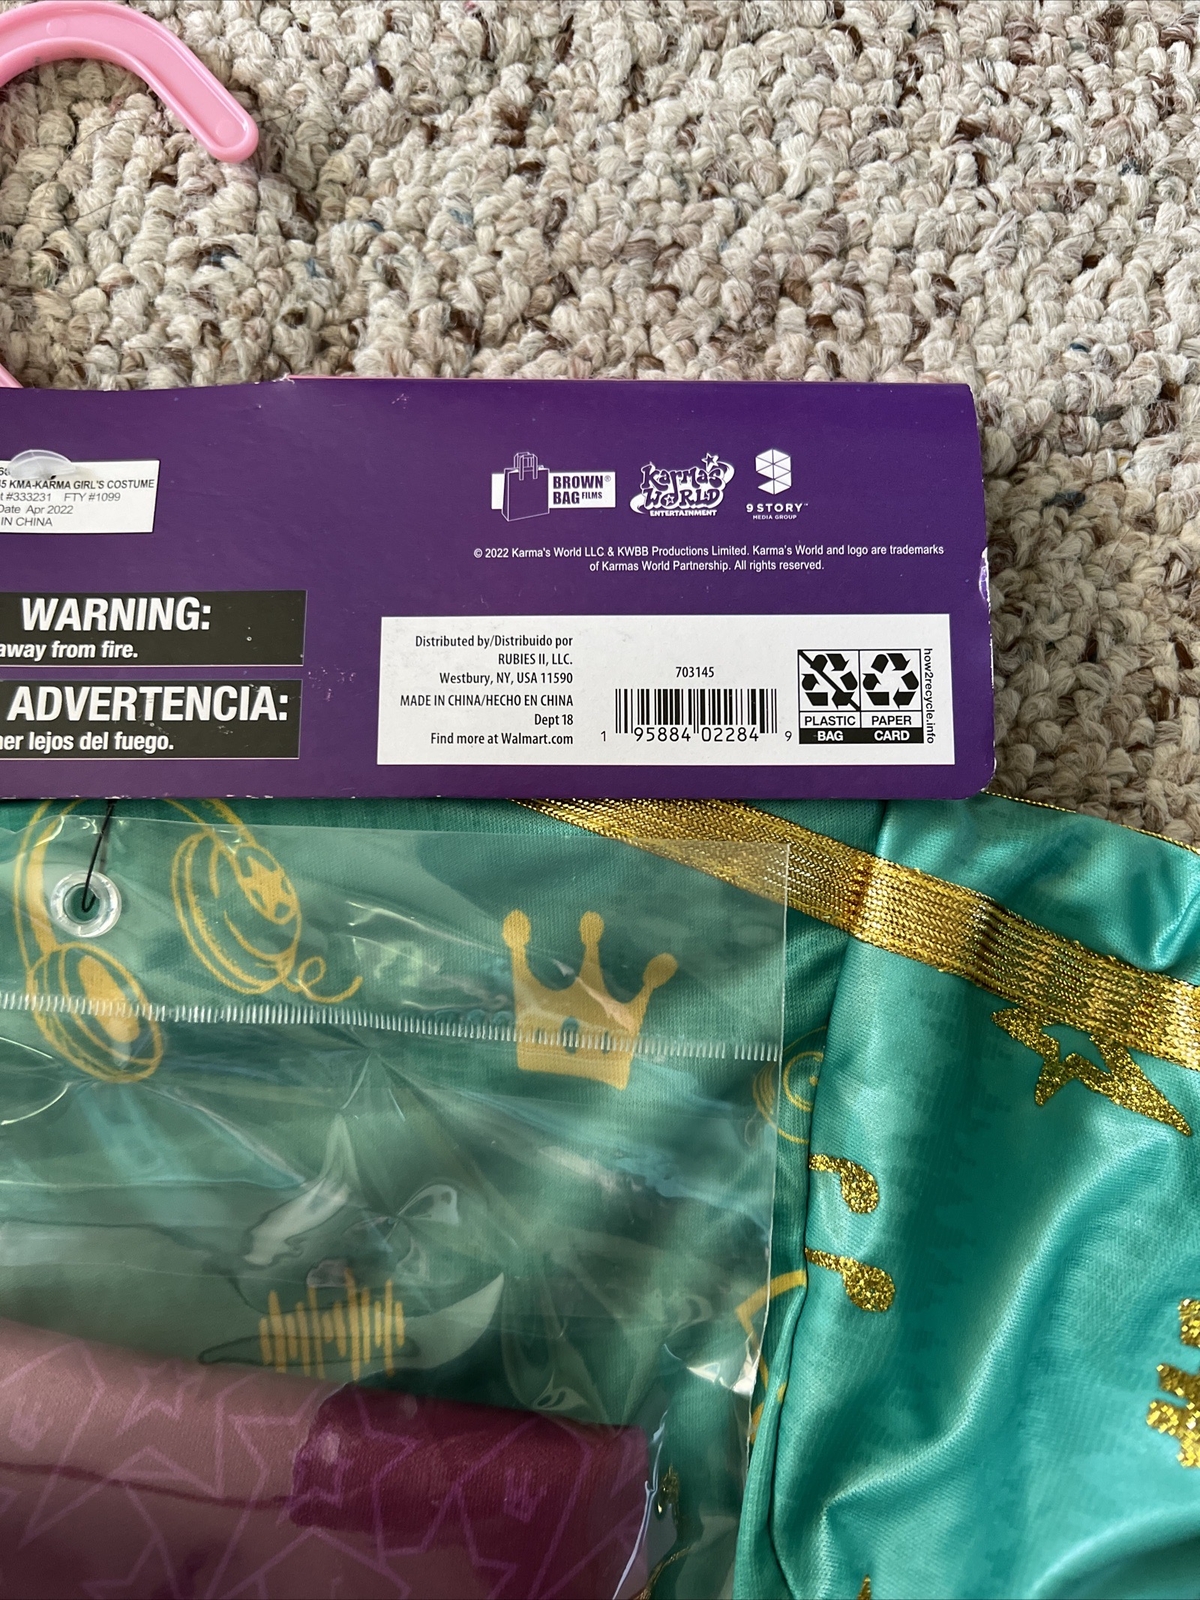 5 KMA-KARMA GIRL'S COSTUME
#333231 FTY #1099
Date Apr 2022
IN CHINA
WARNING:
away from fire.
ADVERTENCIA:
lejos del fuego.
BROWN®
BAG FILMS
Karma's
WORLD
ENTERTAINMENT
9 STORY™
MEDIA GROUP
© 2022 Karma's World LLC & KWBB Productions Limited. Karma's World and logo are trademarks
of Karmas World Partnership. All rights reserved.
Distributed by/Distribuido por
RUBIES II, LLC.
Westbury, NY, USA 11590
MADE IN CHINA/HECHO EN CHINA
Dept 18
Find more at Walmart.com
703145
1 95884 02284 9
PLASTIC PAPER
BAG CARD
how2recycle.info